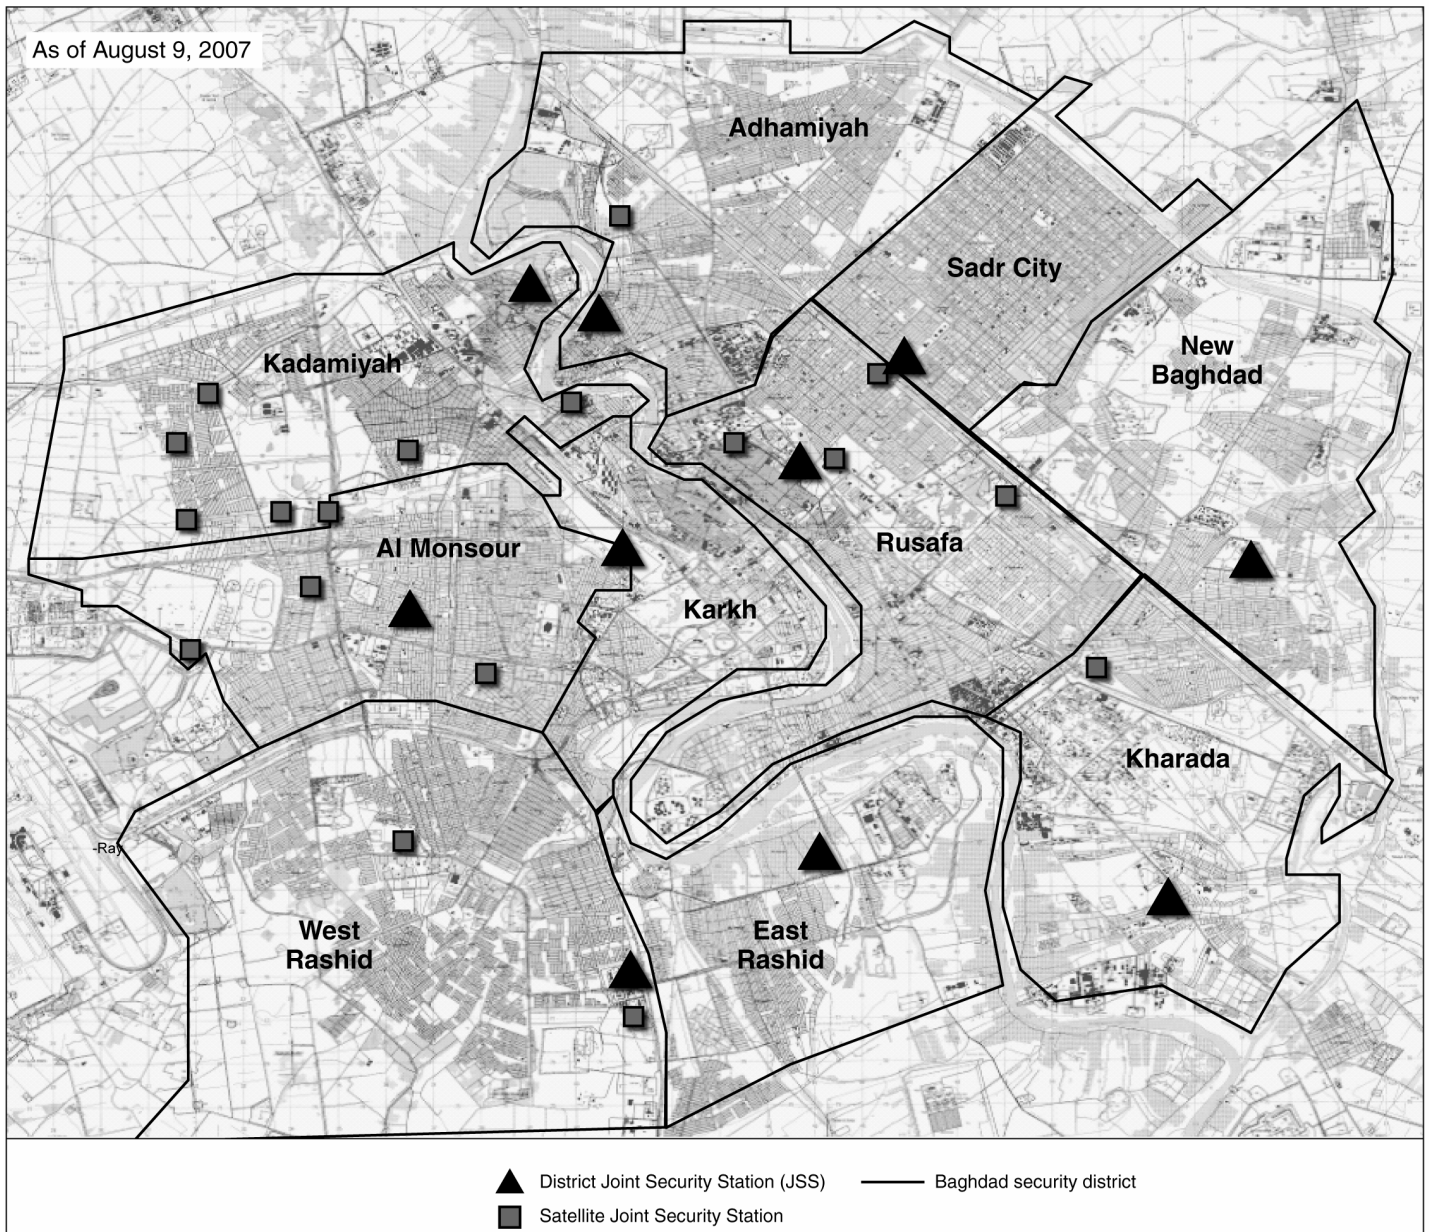 As of August 9, 2007
Adhamiyah
Sadr City
New
Baghdad
Kadamiyah
Al Monsour
Rusafa
Karkh
Kharada
-Ray
West
Rashid
East
Rashid
District Joint Security Station (JSS)
Baghdad security district
Satellite Joint Security Station